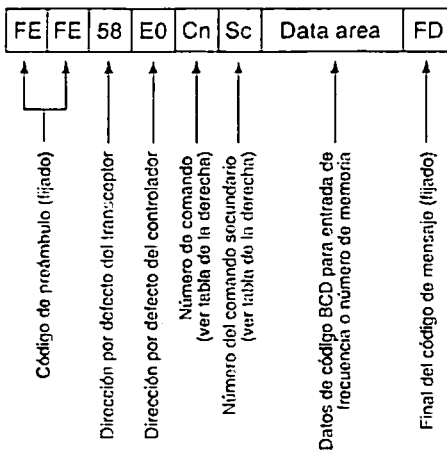 FE FE 58 E0 Cn Sc Data area FD
Código de preámbulo (fijado)
Dirección por defecto del transceptor
Dirección por defecto del controlador
Número de comando
(ver tabla de la derecha)
Número del comando secundario
(ver tabla de la derecha)
Datos de código BCD para entrada de
frecuencia o número de memoria
Final del código de mensaje (fijado)